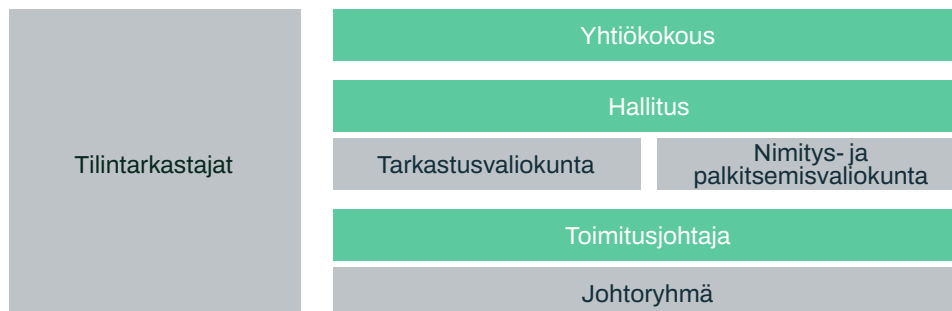 Tilintarkastajat
Yhtiökokous
Hallitus
Tarkastusvaliokunta
Nimitys- ja
palkitsemisvaliokunta
Toimitusjohtaja
Johtoryhmä